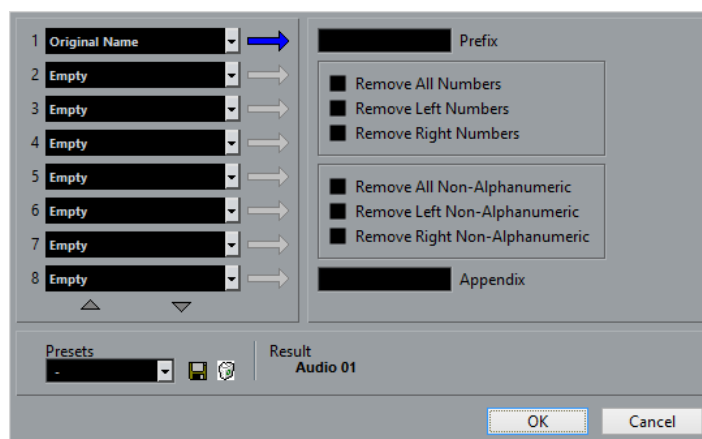 1 Original Name
2 Empty
3 Empty
4 Empty
5 Empty
6 Empty
7 Empty
8 Empty
Prefix
Remove All Numbers
Remove Left Numbers
Remove Right Numbers
Remove All Non-Alphanumeric
Remove Left Non-Alphanumeric
Remove Right Non-Alphanumeric
Appendix
Presets
-
Result
Audio 01
OK
Cancel